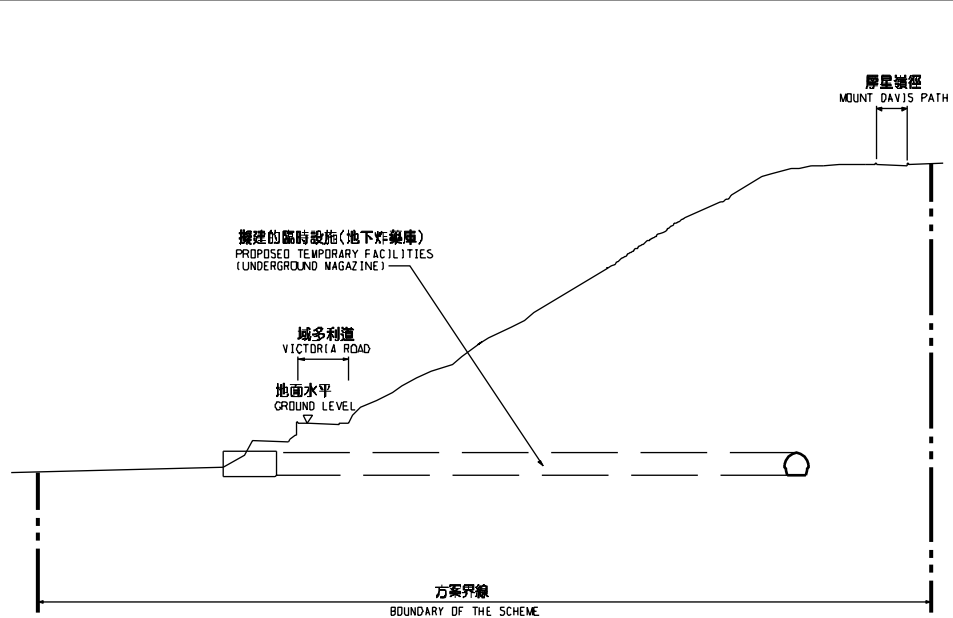 摩星嶺徑
MOUNT DAVIS PATH
擬建的臨時設施(地下炸藥庫)
PROPOSED TEMPORARY FACILITIES
(UNDERGROUND MAGAZINE)
域多利道
VICTORIA ROAD
地面水平
GROUND LEVEL
方案界線
BOUNDARY OF THE SCHEME